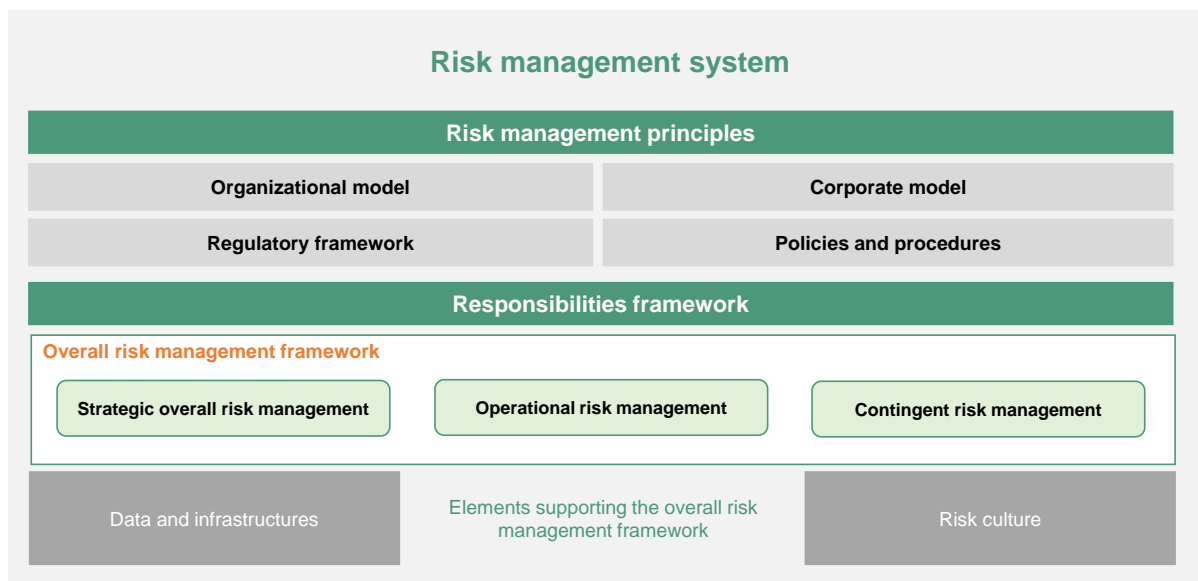 Risk management system
Risk management principles
Organizational model
Corporate model
Regulatory framework
Policies and procedures
Responsibilities framework
Overall risk management framework
Strategic overall risk management
Operational risk management
Contingent risk management
Data and infrastructures
Elements supporting the overall risk
management framework
Risk culture